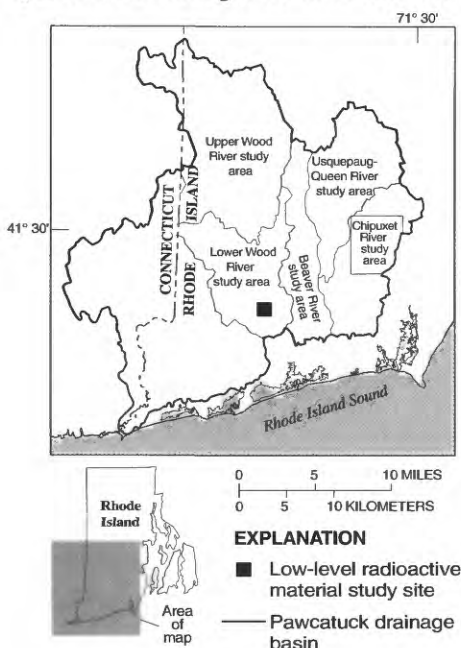 71° 30'
41° 30'
Upper Wood
River study
area
Usquepaug-
Queen River
study area
Chipuxet
River
study
area
CONNECTICUT
RHODE
ISLAND
Lower Wood
River
study area
Beaver River
study area
Rhode Island Sound
0 5 10 MILES
0 5 10 KILOMETERS
Rhode
Island
Area
of
map
EXPLANATION
Low-level radioactive
material study site
Pawcatuck drainage
basin